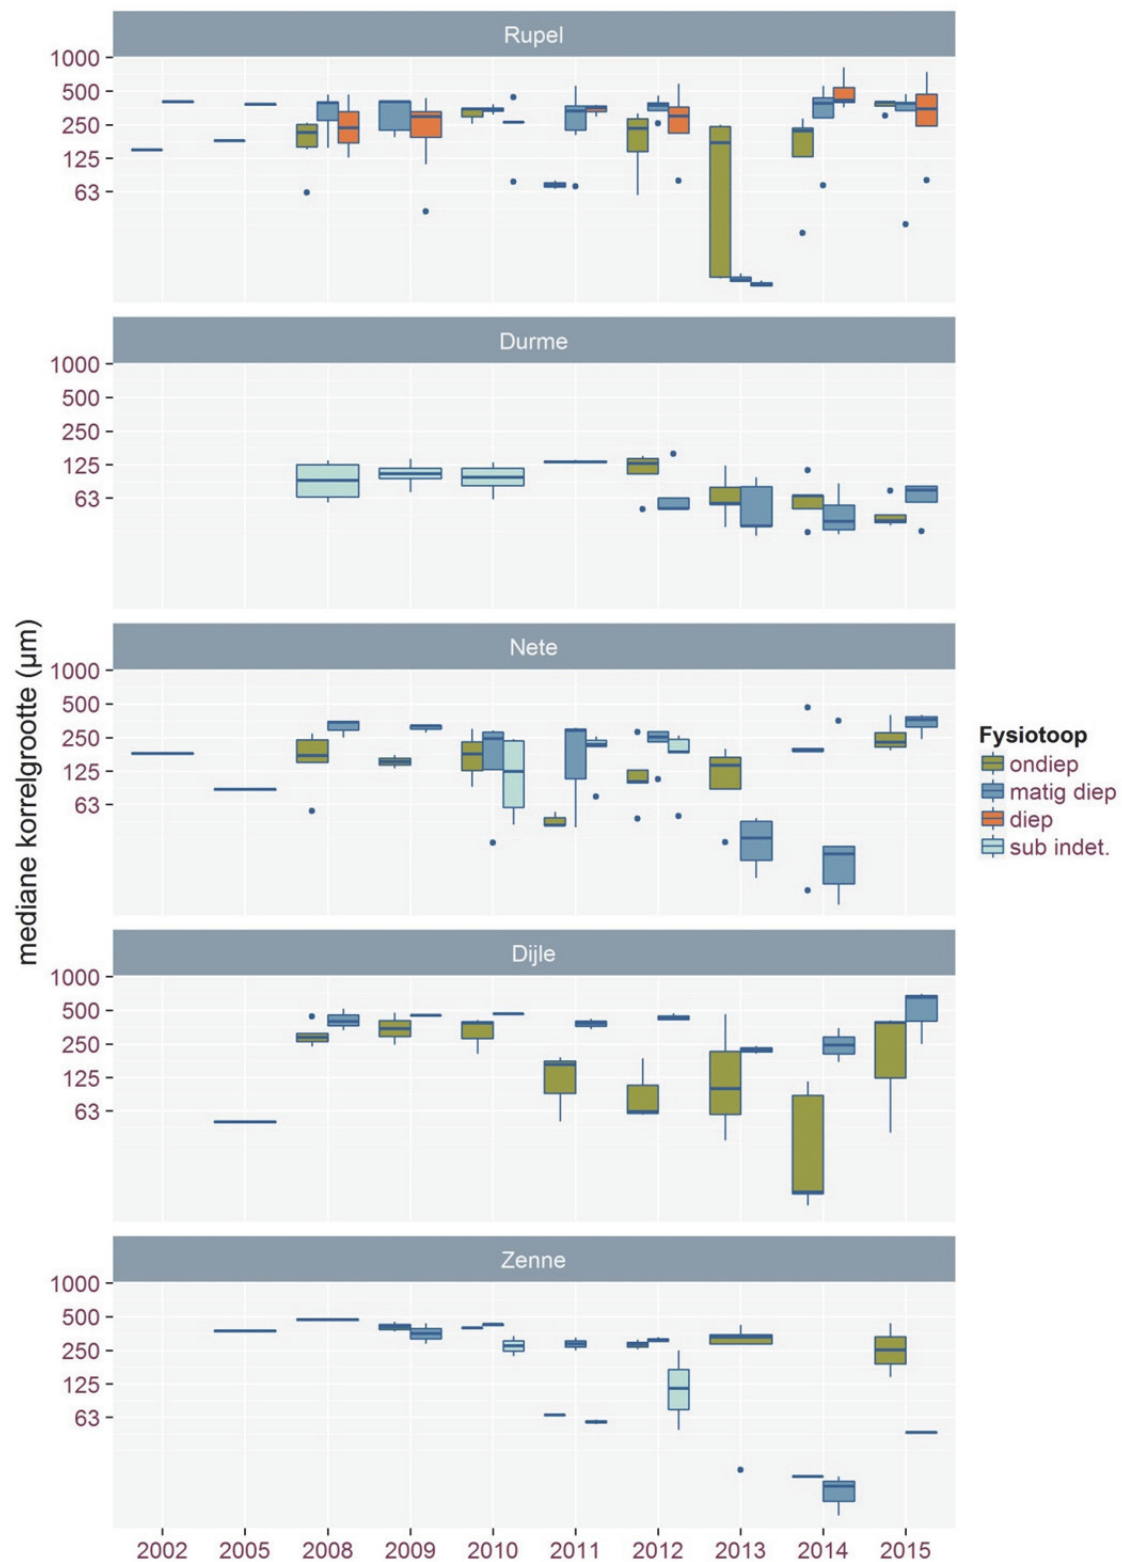 Rupel
1000
500
250
125
63
Durme
1000
500
250
125
63
mediane korrelgrootte (µm)
Nete
1000
500
250
125
63
Fysiotoop
ondiep
matig diep
diep
sub indet.
Dijle
1000
500
250
125
63
Zenne
1000
500
250
125
63
2002 2005 2008 2009 2010 2011 2012 2013 2014 2015